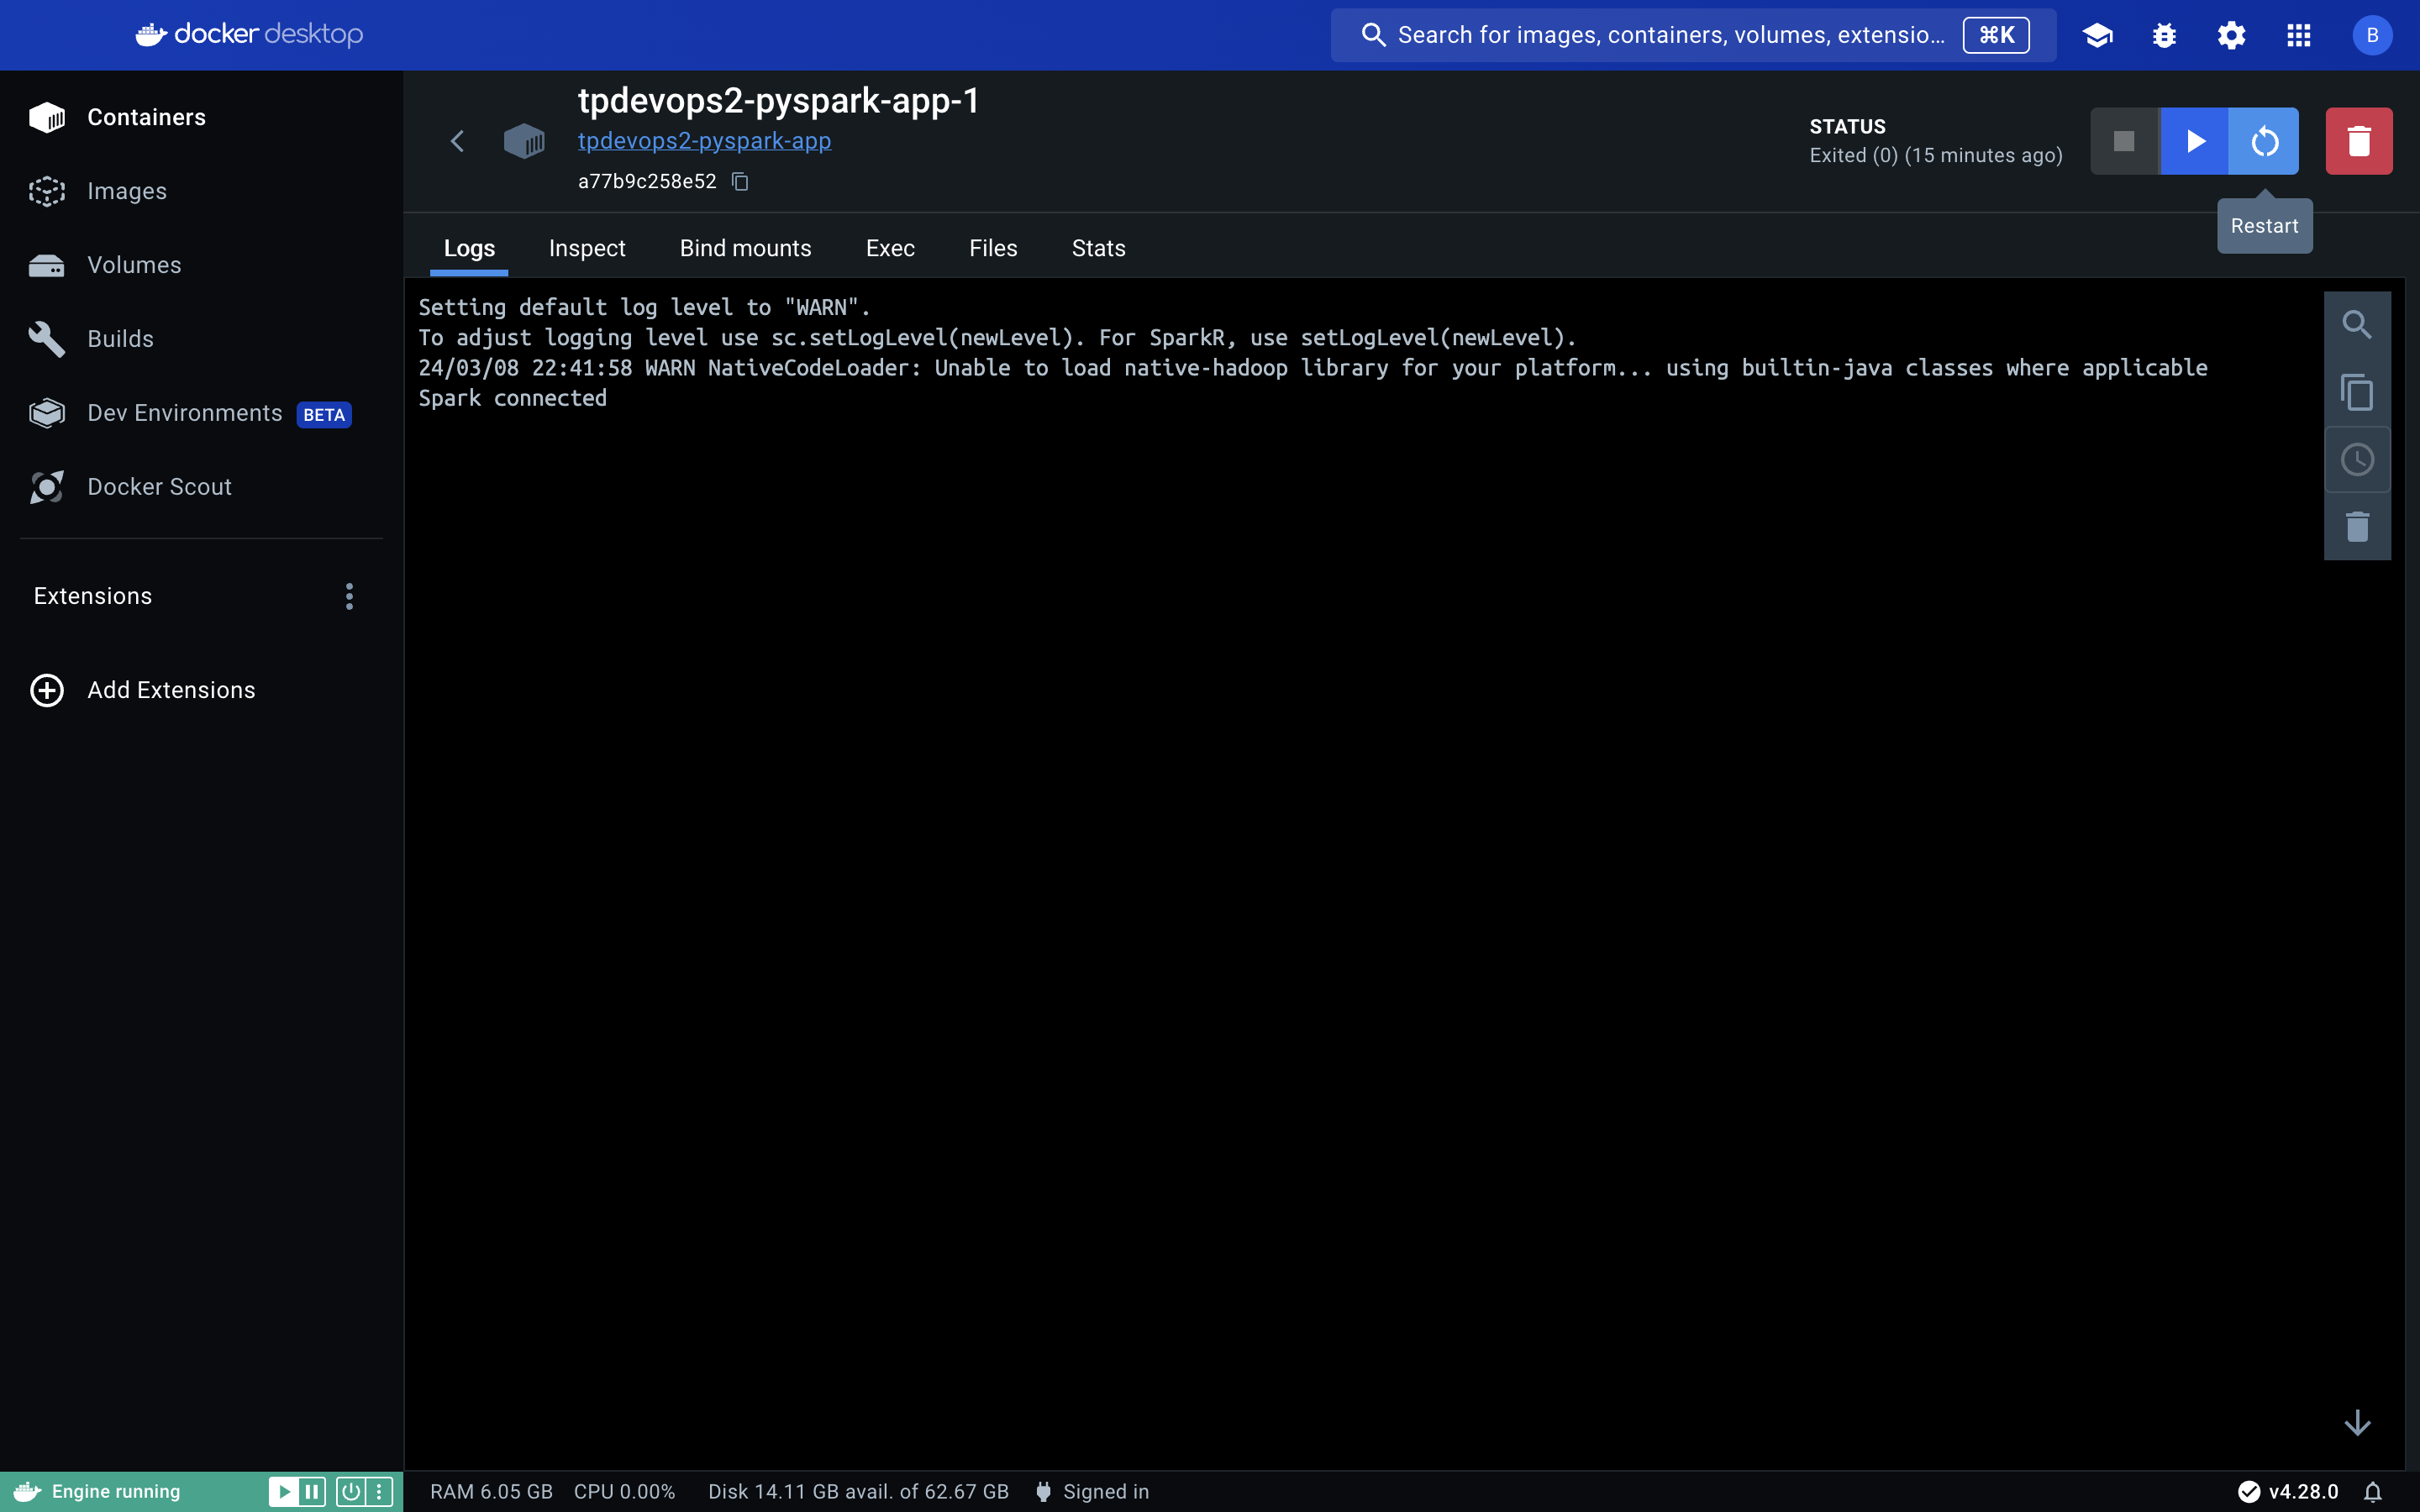 docker desktop
Search for images, containers, volumes, extensio... ⌘K
B
Containers
Images
Volumes
Builds
Dev Environments BETA
Docker Scout
Extensions
Add Extensions
tpdevops2-pyspark-app-1
tpdevops2-pyspark-app
a77b9c258e52
STATUS
Exited (0) (15 minutes ago)
Restart
Logs Inspect Bind mounts Exec Files Stats
Setting default log level to "WARN".
To adjust logging level use sc.setLogLevel(newLevel). For SparkR, use setLogLevel(newLevel).
24/03/08 22:41:58 WARN NativeCodeLoader: Unable to load native-hadoop library for your platform... using builtin-java classes where applicable
Spark connected
Engine running
RAM 6.05 GB CPU 0.00% Disk 14.11 GB avail. of 62.67 GB Signed in
v4.28.0